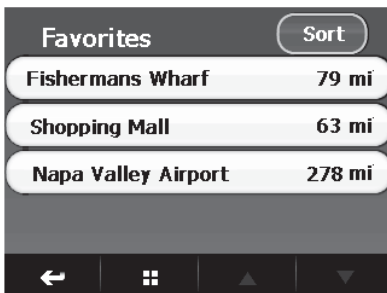 Favorites Sort
Fishermans Wharf 79 mi
Shopping Mall 63 mi
Napa Valley Airport 278 mi